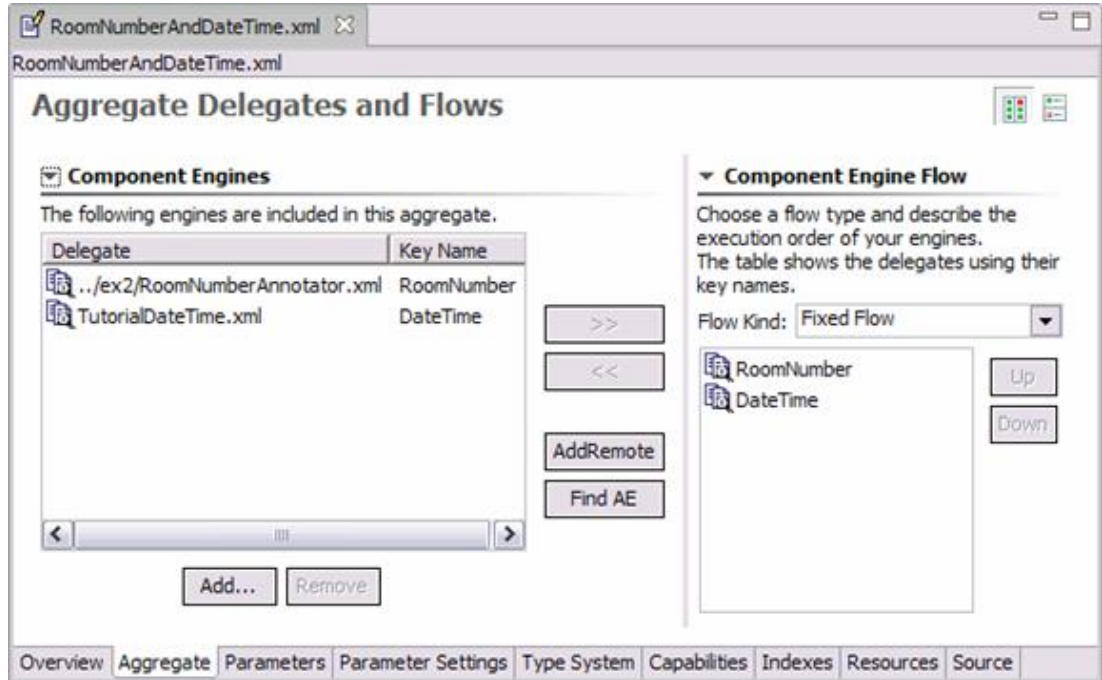 RoomNumberAndDateTime.xml
RoomNumberAndDateTime.xml
Aggregate Delegates and Flows
Component Engines
The following engines are included in this aggregate.
Delegate Key Name
../ex2/RoomNumberAnnotator.xml RoomNumber
TutorialDateTime.xml DateTime
>>
<<
AddRemote
Find AE
Add... Remove
Component Engine Flow
Choose a flow type and describe the
execution order of your engines.
The table shows the delegates using their
key names.
Flow Kind: Fixed Flow
RoomNumber
DateTime
Up
Down
Overview Aggregate Parameters Parameter Settings Type System Capabilities Indexes Resources Source